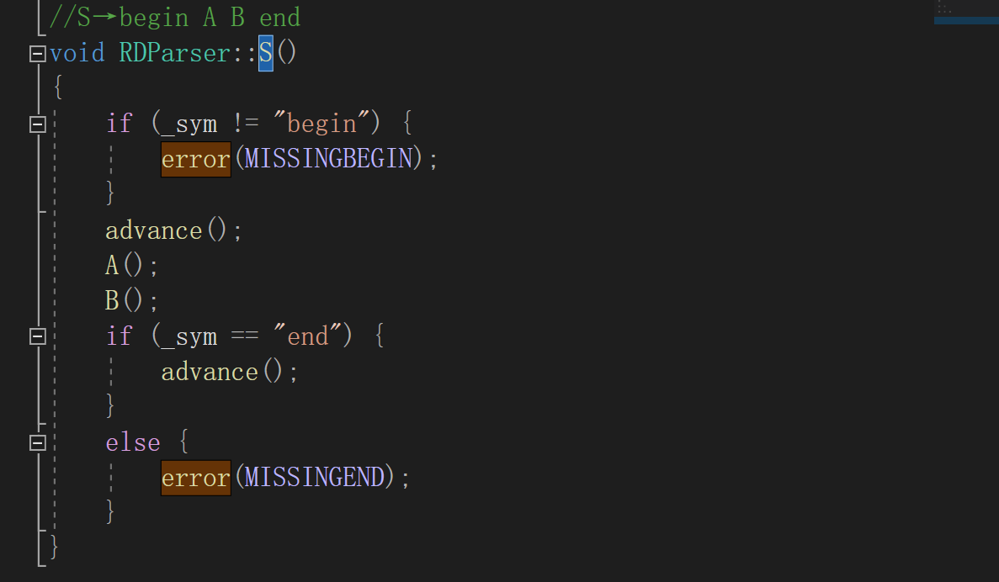 //S→begin A B end
void RDParser::S()
{
    if (_sym != "begin") {
        error(MISSINGBEGIN);
    }
    advance();
    A();
    B();
    if (_sym == "end") {
        advance();
    }
    else {
        error(MISSINGEND);
    }
}